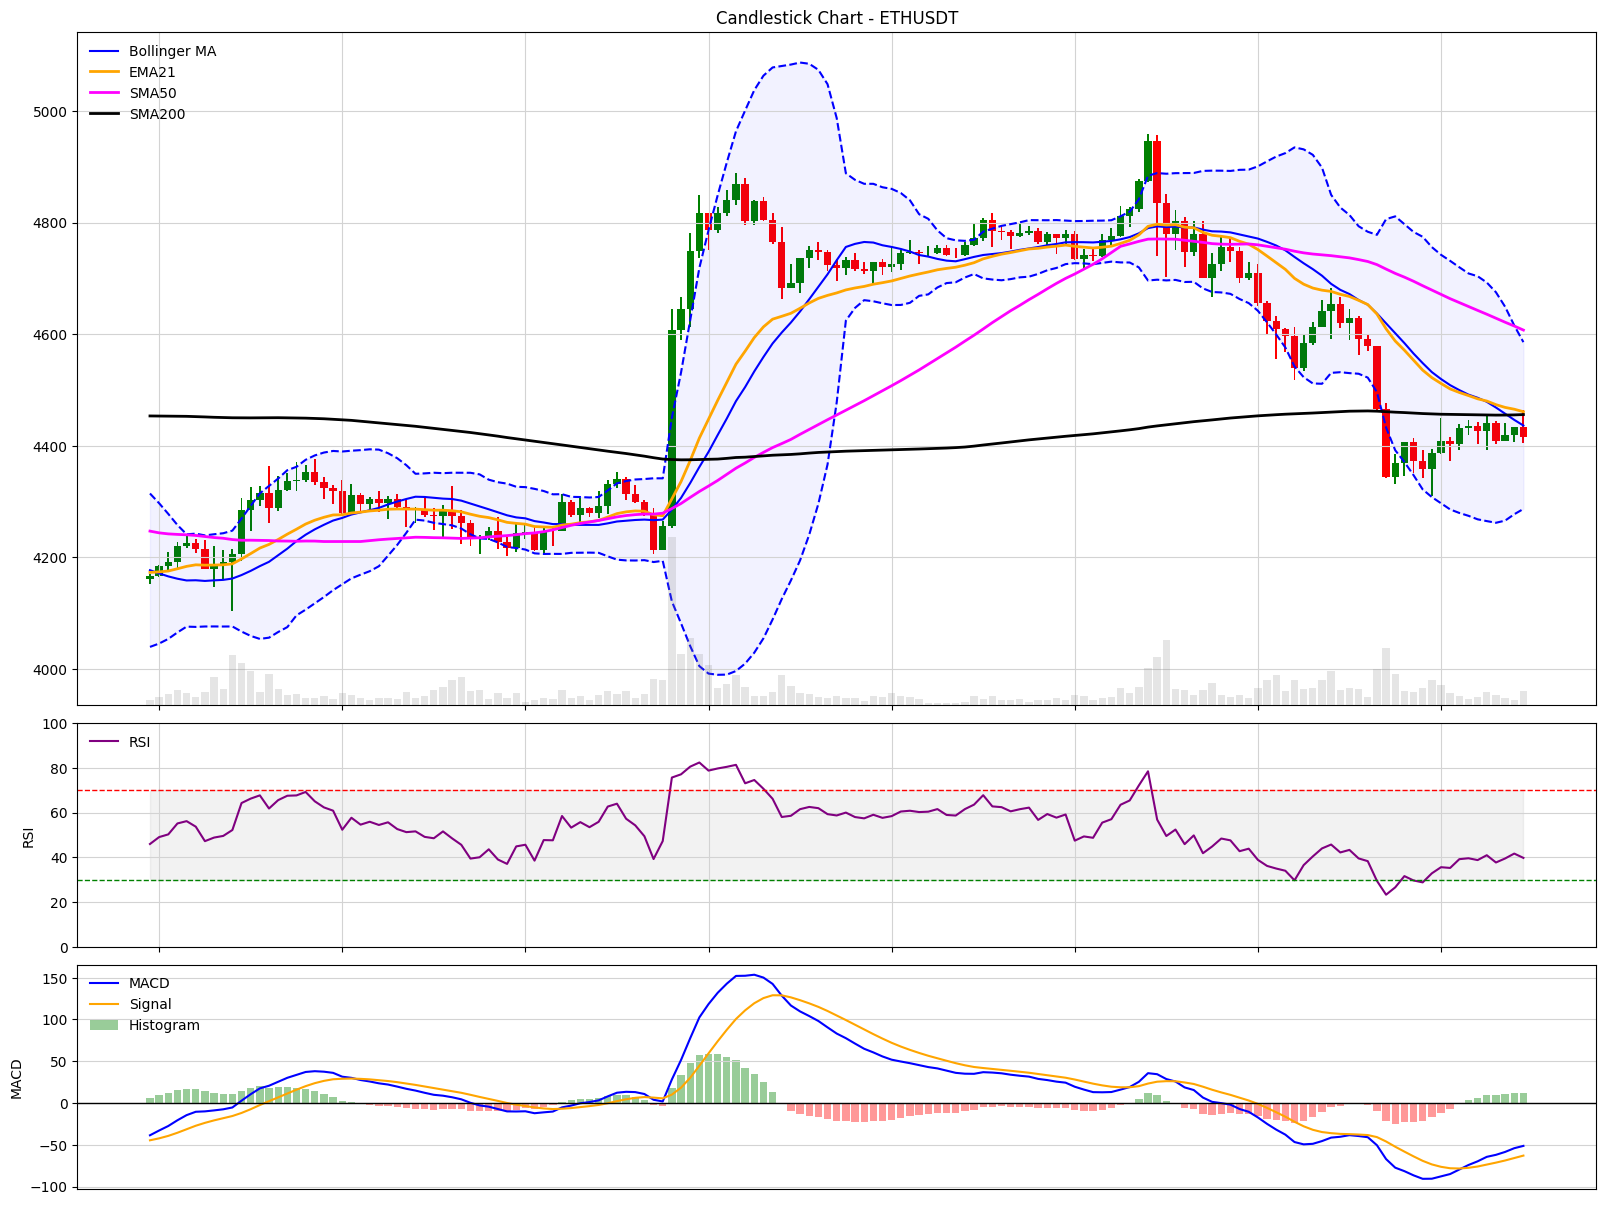 Candlestick Chart - ETHUSDT
Bollinger MA
EMA21
SMA50
SMA200
5000
4800
4600
4400
4200
4000
RSI
100
80
60
40
20
0
RSI
MACD
Signal
Histogram
150
100
50
0
−50
−100
MACD